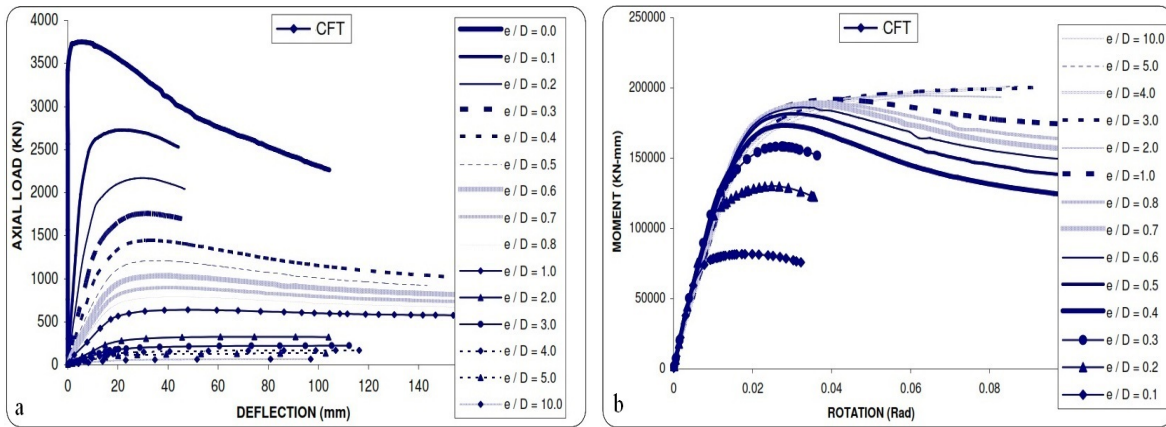 CFT
4000
3500
3000
2500
2000
1500
1000
500
0
AXIAL LOAD (KN)
0 20 40 60 80 100 120 140
DEFLECTION (mm)
a
e / D = 0.0
e / D = 0.1
e / D = 0.2
e / D = 0.3
e / D = 0.4
e / D = 0.5
e / D = 0.6
e / D = 0.7
e / D = 0.8
e / D = 1.0
e / D = 2.0
e / D = 3.0
e / D = 4.0
e / D = 5.0
e / D = 10.0
CFT
250000
200000
150000
100000
50000
0
MOMENT (KN-mm)
0 0.02 0.04 0.06 0.08
ROTATION (Rad)
b
e / D = 10.0
e / D = 5.0
e / D =4.0
e / D = 3.0
e / D = 2.0
e / D =1.0
e / D = 0.8
e / D = 0.7
e / D = 0.6
e / D = 0.5
e / D = 0.4
e / D = 0.3
e / D = 0.2
e / D = 0.1